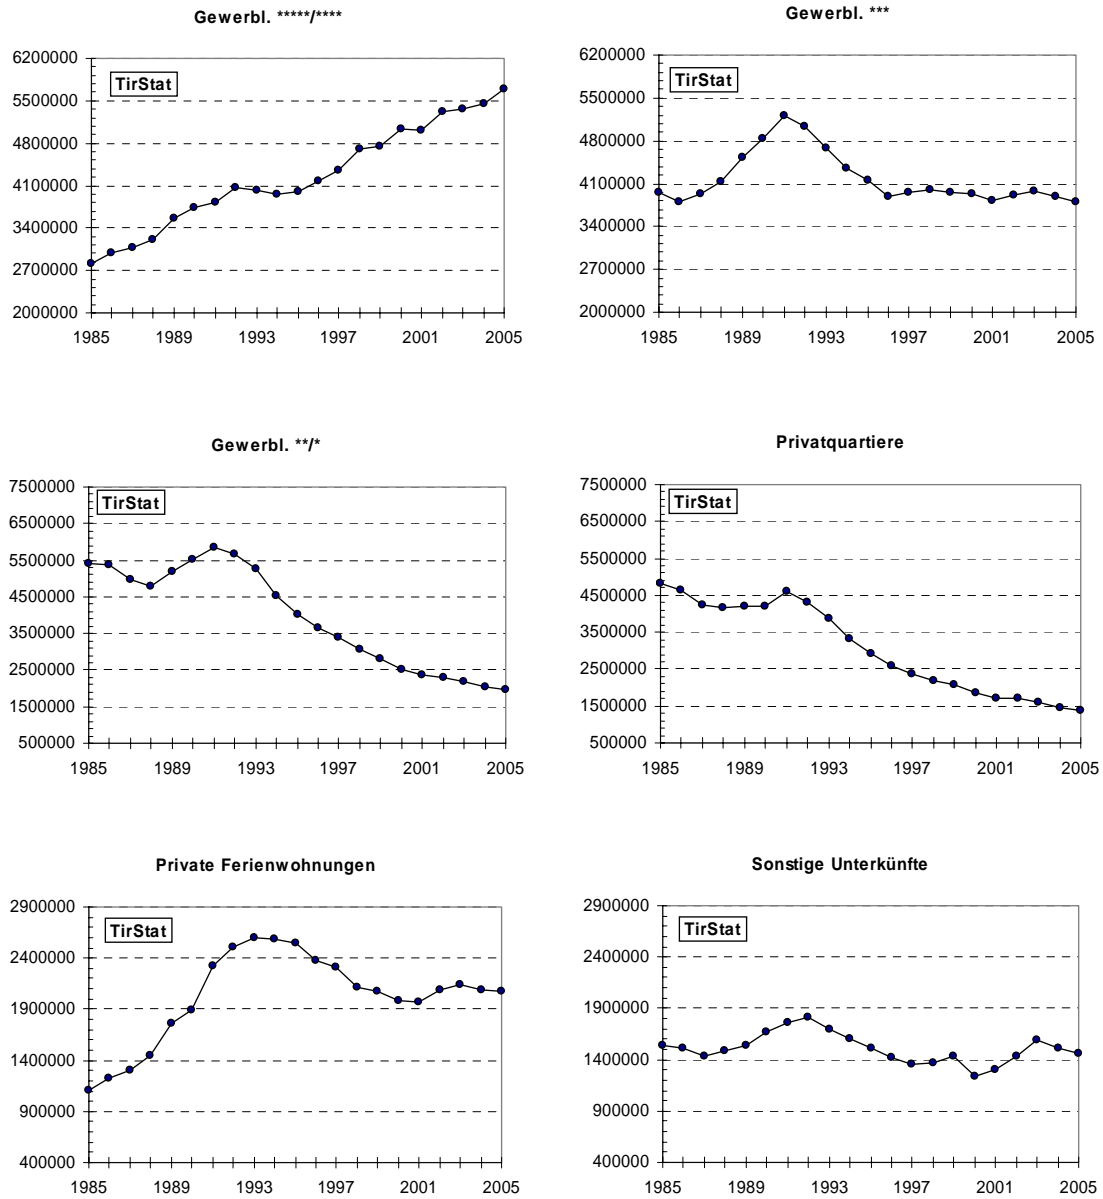 Gewerbl. *****/****
6200000
TirStat
5500000
4800000
4100000
3400000
2700000
2000000
1985 1989 1993 1997 2001 2005
Gewerbl. ***
6200000
TirStat
5500000
4800000
4100000
3400000
2700000
2000000
1985 1989 1993 1997 2001 2005
Gewerbl. **/*
7500000
TirStat
6500000
5500000
4500000
3500000
2500000
1500000
500000
1985 1989 1993 1997 2001 2005
Privatquartiere
7500000
TirStat
6500000
5500000
4500000
3500000
2500000
1500000
500000
1985 1989 1993 1997 2001 2005
Private Ferienwohnungen
2900000
TirStat
2400000
1900000
1400000
900000
400000
1985 1989 1993 1997 2001 2005
Sonstige Unterkünfte
2900000
TirStat
2400000
1900000
1400000
900000
400000
1985 1989 1993 1997 2001 2005